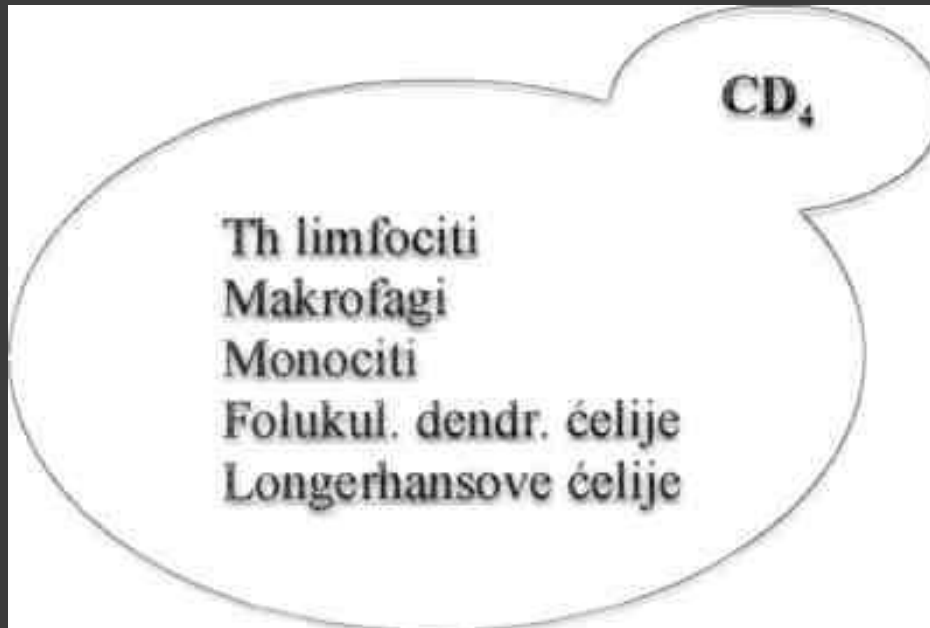 CD₄
Th limfociti
Makrofagi
Monociti
Folukul. dendr. ćelije
Longerhansove ćelije